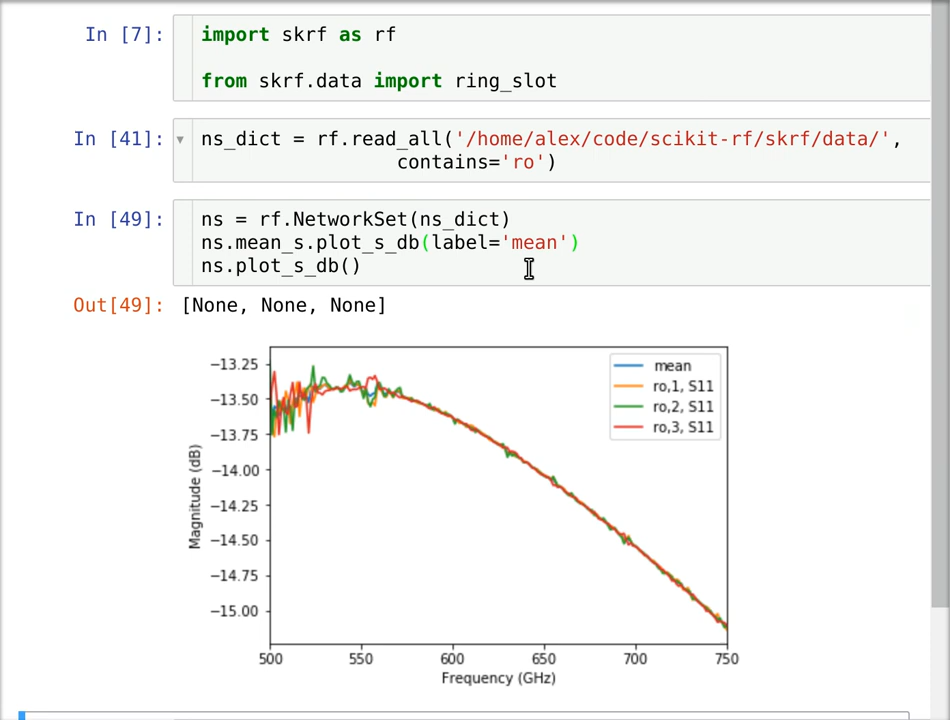 In [7]: import skrf as rf
from skrf.data import ring_slot
In [41]: ns_dict = rf.read_all('/home/alex/code/scikit-rf/skrf/data/',
contains='ro')
In [49]: ns = rf.NetworkSet(ns_dict)
ns.mean_s.plot_s_db(label='mean')
ns.plot_s_db()
Out[49]: [None, None, None]
mean
ro,1, S11
ro,2, S11
ro,3, S11
Magnitude (dB)
−13.25
−13.50
−13.75
−14.00
−14.25
−14.50
−14.75
−15.00
500 550 600 650 700 750
Frequency (GHz)